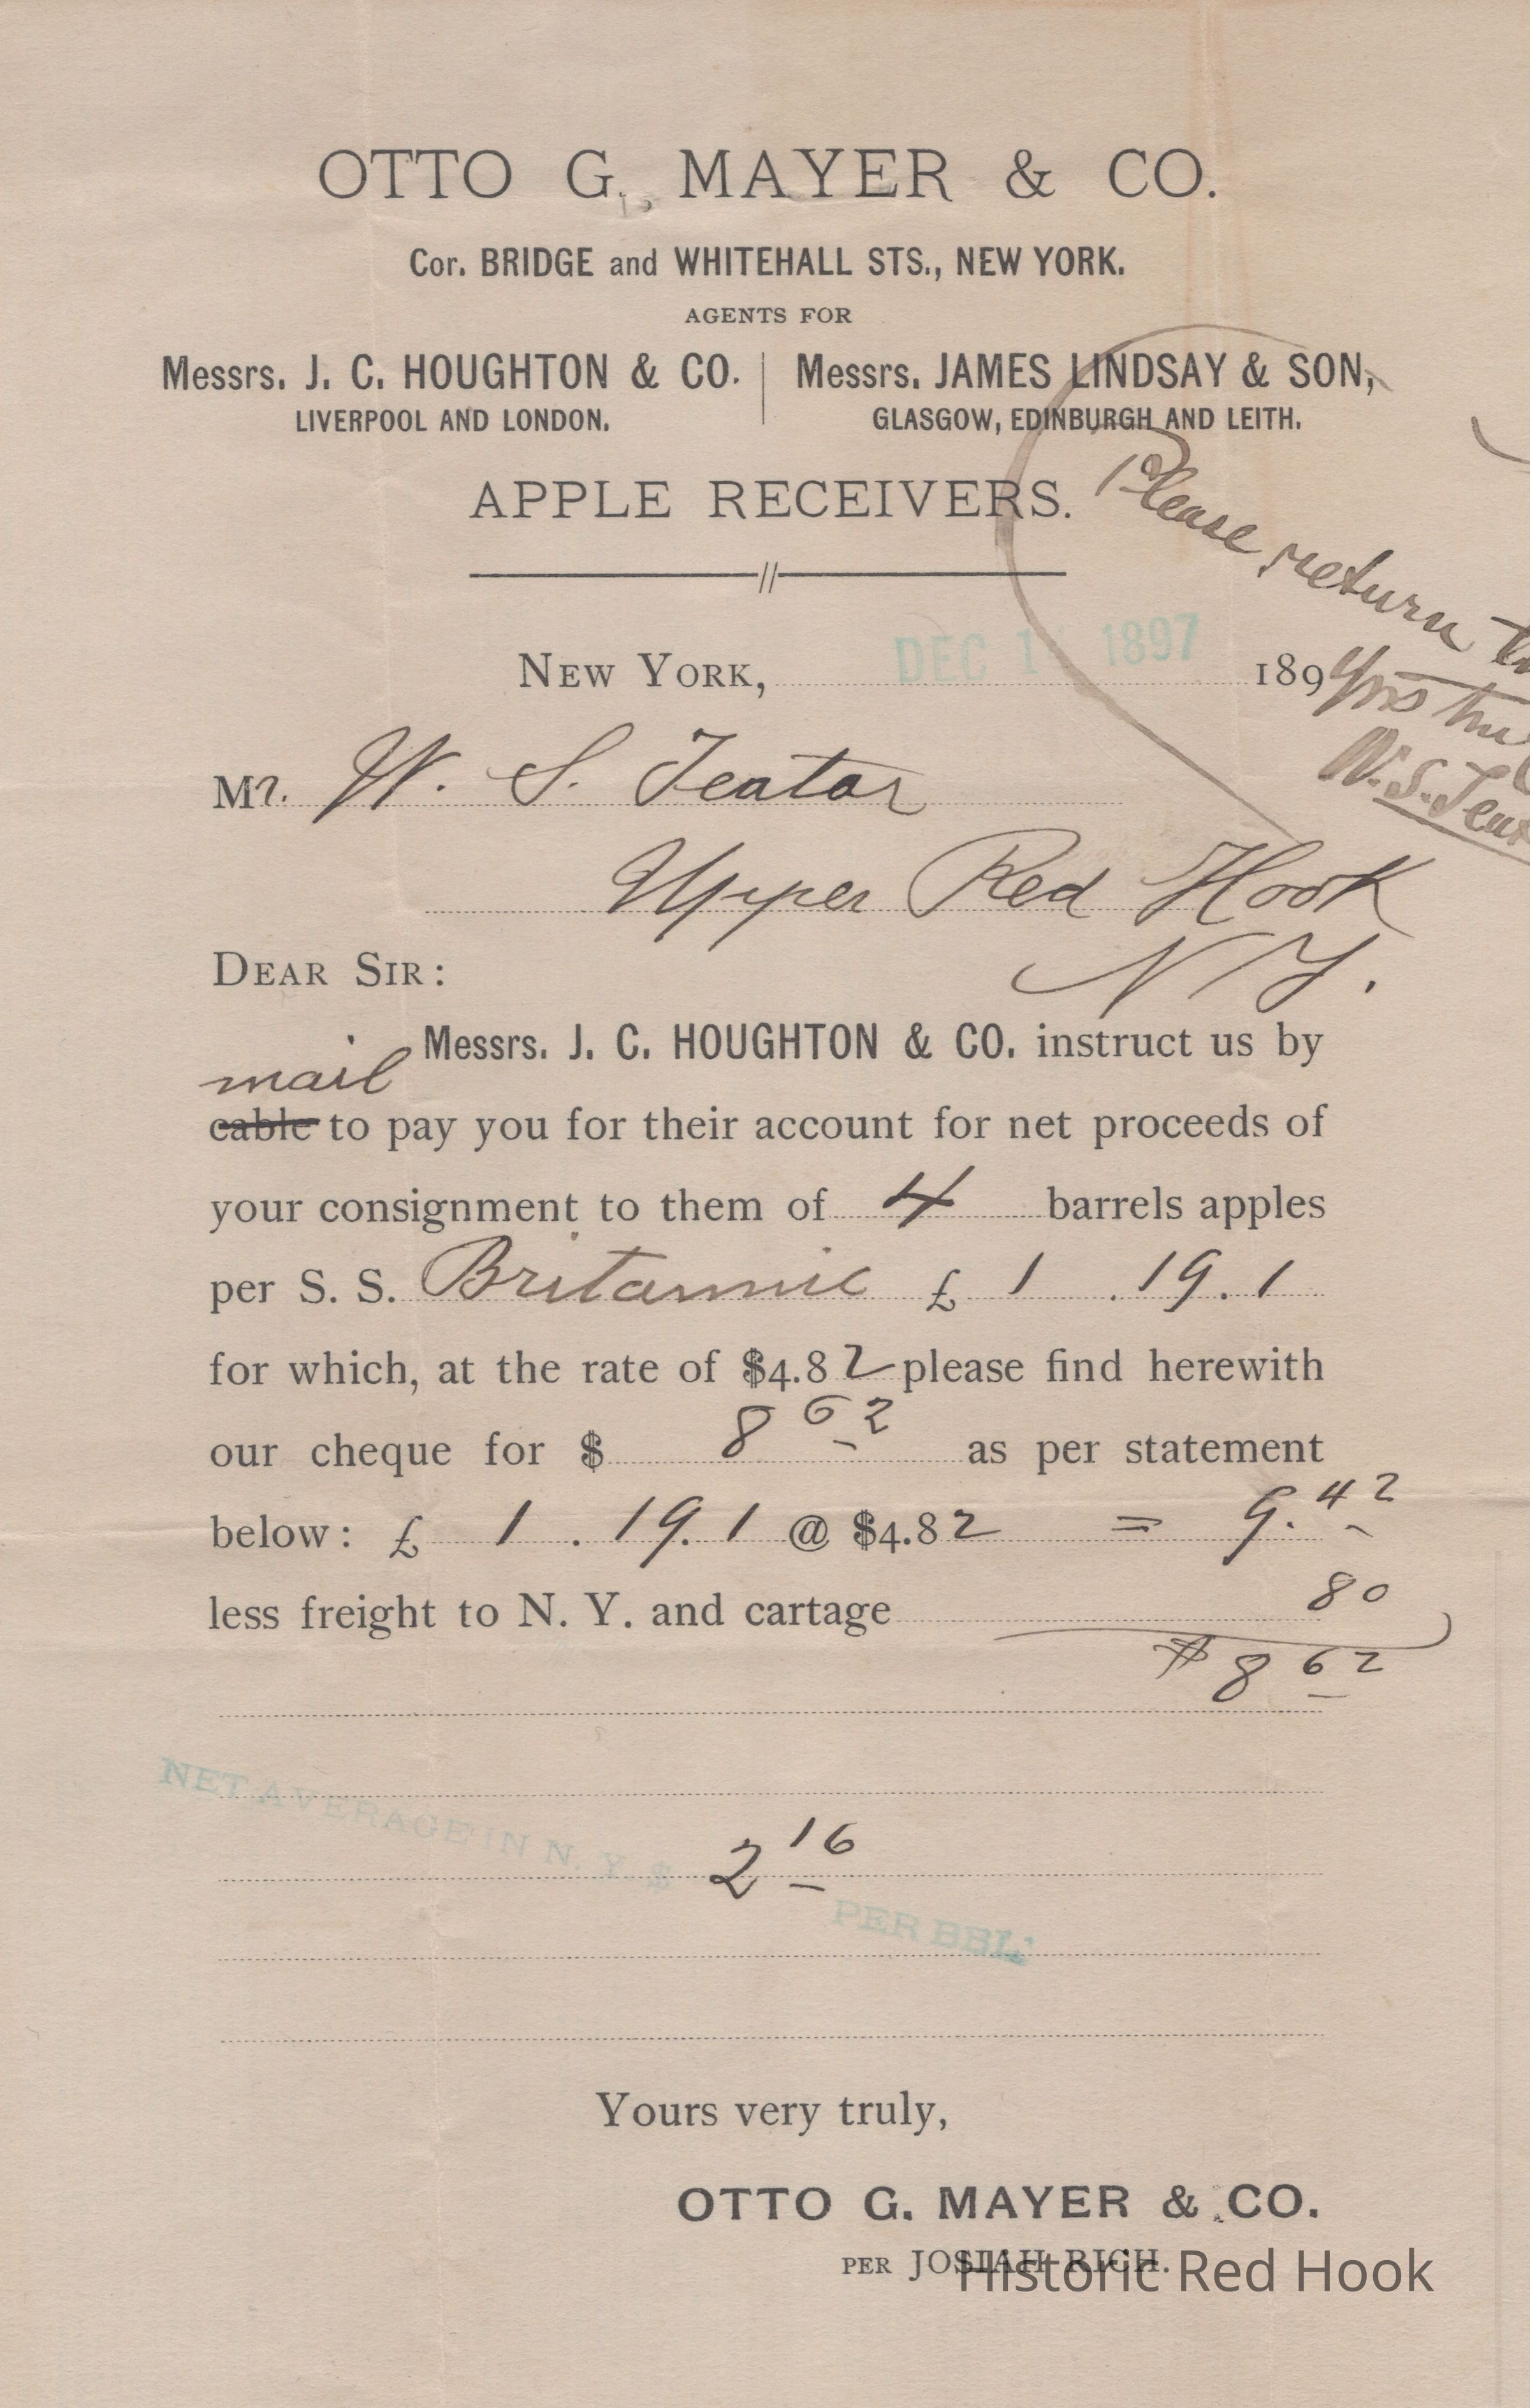 OTTO G. MAYER & CO.
Cor. BRIDGE and WHITEHALL STS., NEW YORK.
AGENTS FOR
Messrs. J. C. HOUGHTON & CO. | Messrs. JAMES LINDSAY & SON,
LIVERPOOL AND LONDON. GLASGOW, EDINBURGH AND LEITH.
APPLE RECEIVERS.
Please return
W. S.
NEW YORK, DEC 1 1897 189
Mr. W. S. Teator
Upper Red Hook
N Y.
DEAR SIR:
Messrs. J. C. HOUGHTON & CO. instruct us by
mail
cable to pay you for their account for net proceeds of
your consignment to them of 4 barrels apples
per S. S. Britannic £ 1 . 19 . 1
for which, at the rate of $4.82 please find herewith
our cheque for $ 8 62 as per statement
below: £ 1 . 19. 1 @ $4.82 = 9.42
less freight to N. Y. and cartage 80
$ 8 62
NET AVERAGE IN N. Y. $ 2 16
PER BBL.
Yours very truly,
OTTO G. MAYER & CO.
PER JOSIAH RICH.
Historic Red Hook